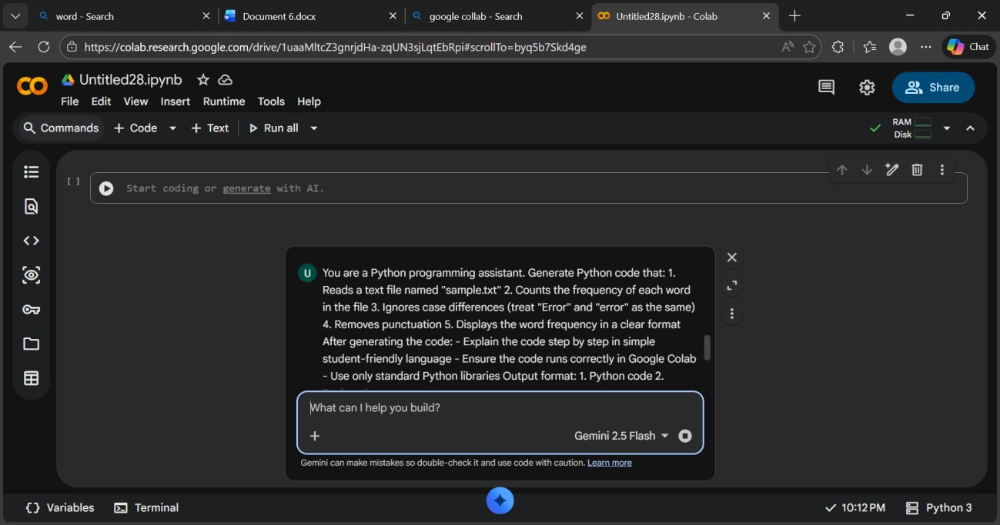 word - Search
Document 6.docx
google collab - Search
Untitled28.ipynb - Colab
https://colab.research.google.com/drive/1uaaMltcZ3gnrjdHa-zqUN3sjLqtEbRpi#scrollTo=byq5b7Skd4ge
Chat
Untitled28.ipynb
File Edit View Insert Runtime Tools Help
Share
Commands + Code + Text Run all
RAM
Disk
[ ] Start coding or generate with AI.
U You are a Python programming assistant. Generate Python code that: 1.
Reads a text file named "sample.txt" 2. Counts the frequency of each word
in the file 3. Ignores case differences (treat "Error" and "error" as the same)
4. Removes punctuation 5. Displays the word frequency in a clear format
After generating the code: - Explain the code step by step in simple
student-friendly language - Ensure the code runs correctly in Google Colab
- Use only standard Python libraries Output format: 1. Python code 2.
What can I help you build?
Gemini 2.5 Flash
Gemini can make mistakes so double-check it and use code with caution. Learn more
Variables Terminal
10:12 PM Python 3